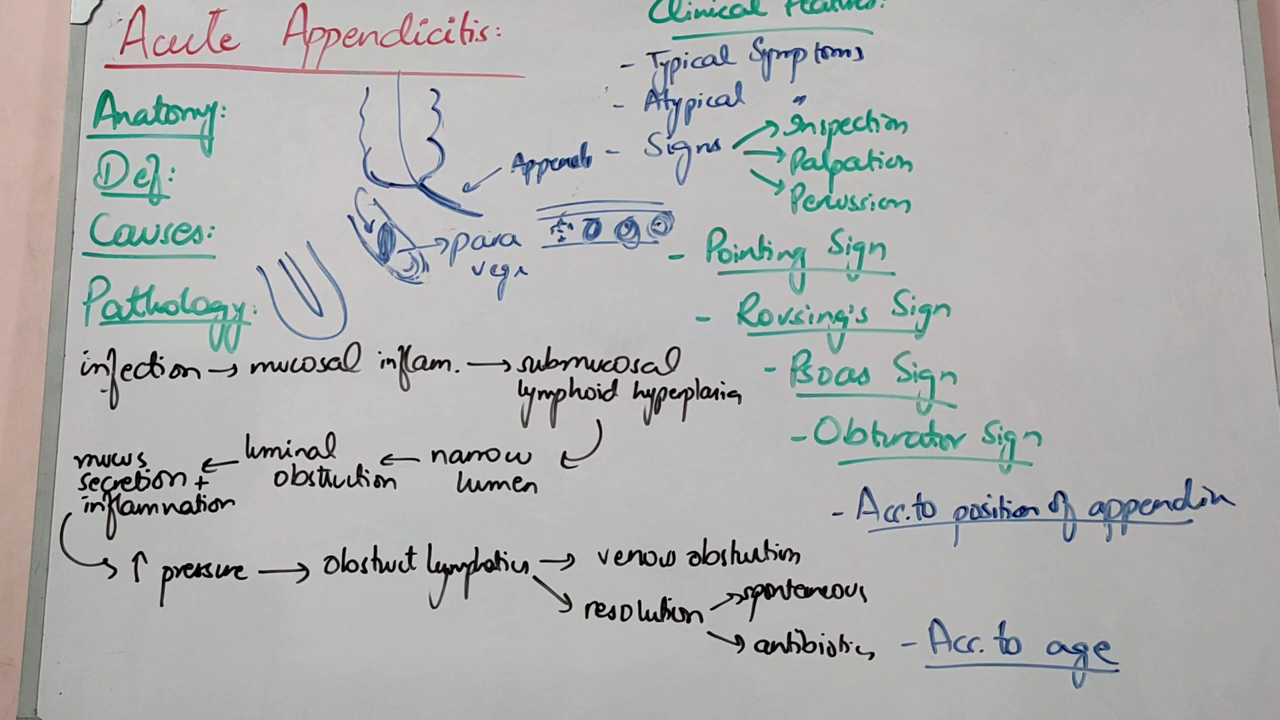 Acute Appendicitis:
Anatomy:
Def:
Causes:
Pathology:
para
infection → mucosal inflam. → submucosal
lymphoid hyperplasia
narrow
lumen
← luminal
obstruction
← mucus
secretion +
inflammation
→ ↑ pressure → obstruct lymphatics → venous obstruction
→ resolution → spontaneous
→ antibiotics
Clinical Features:
- Typical Symptoms
- Atypical "
- Signs → Inspection
→ Palpation
→ Percussion
- Pointing Sign
- Rovsing's Sign
- Psoas Sign
- Obturator Sign
- Acc. to position of appendix
- Acc. to age